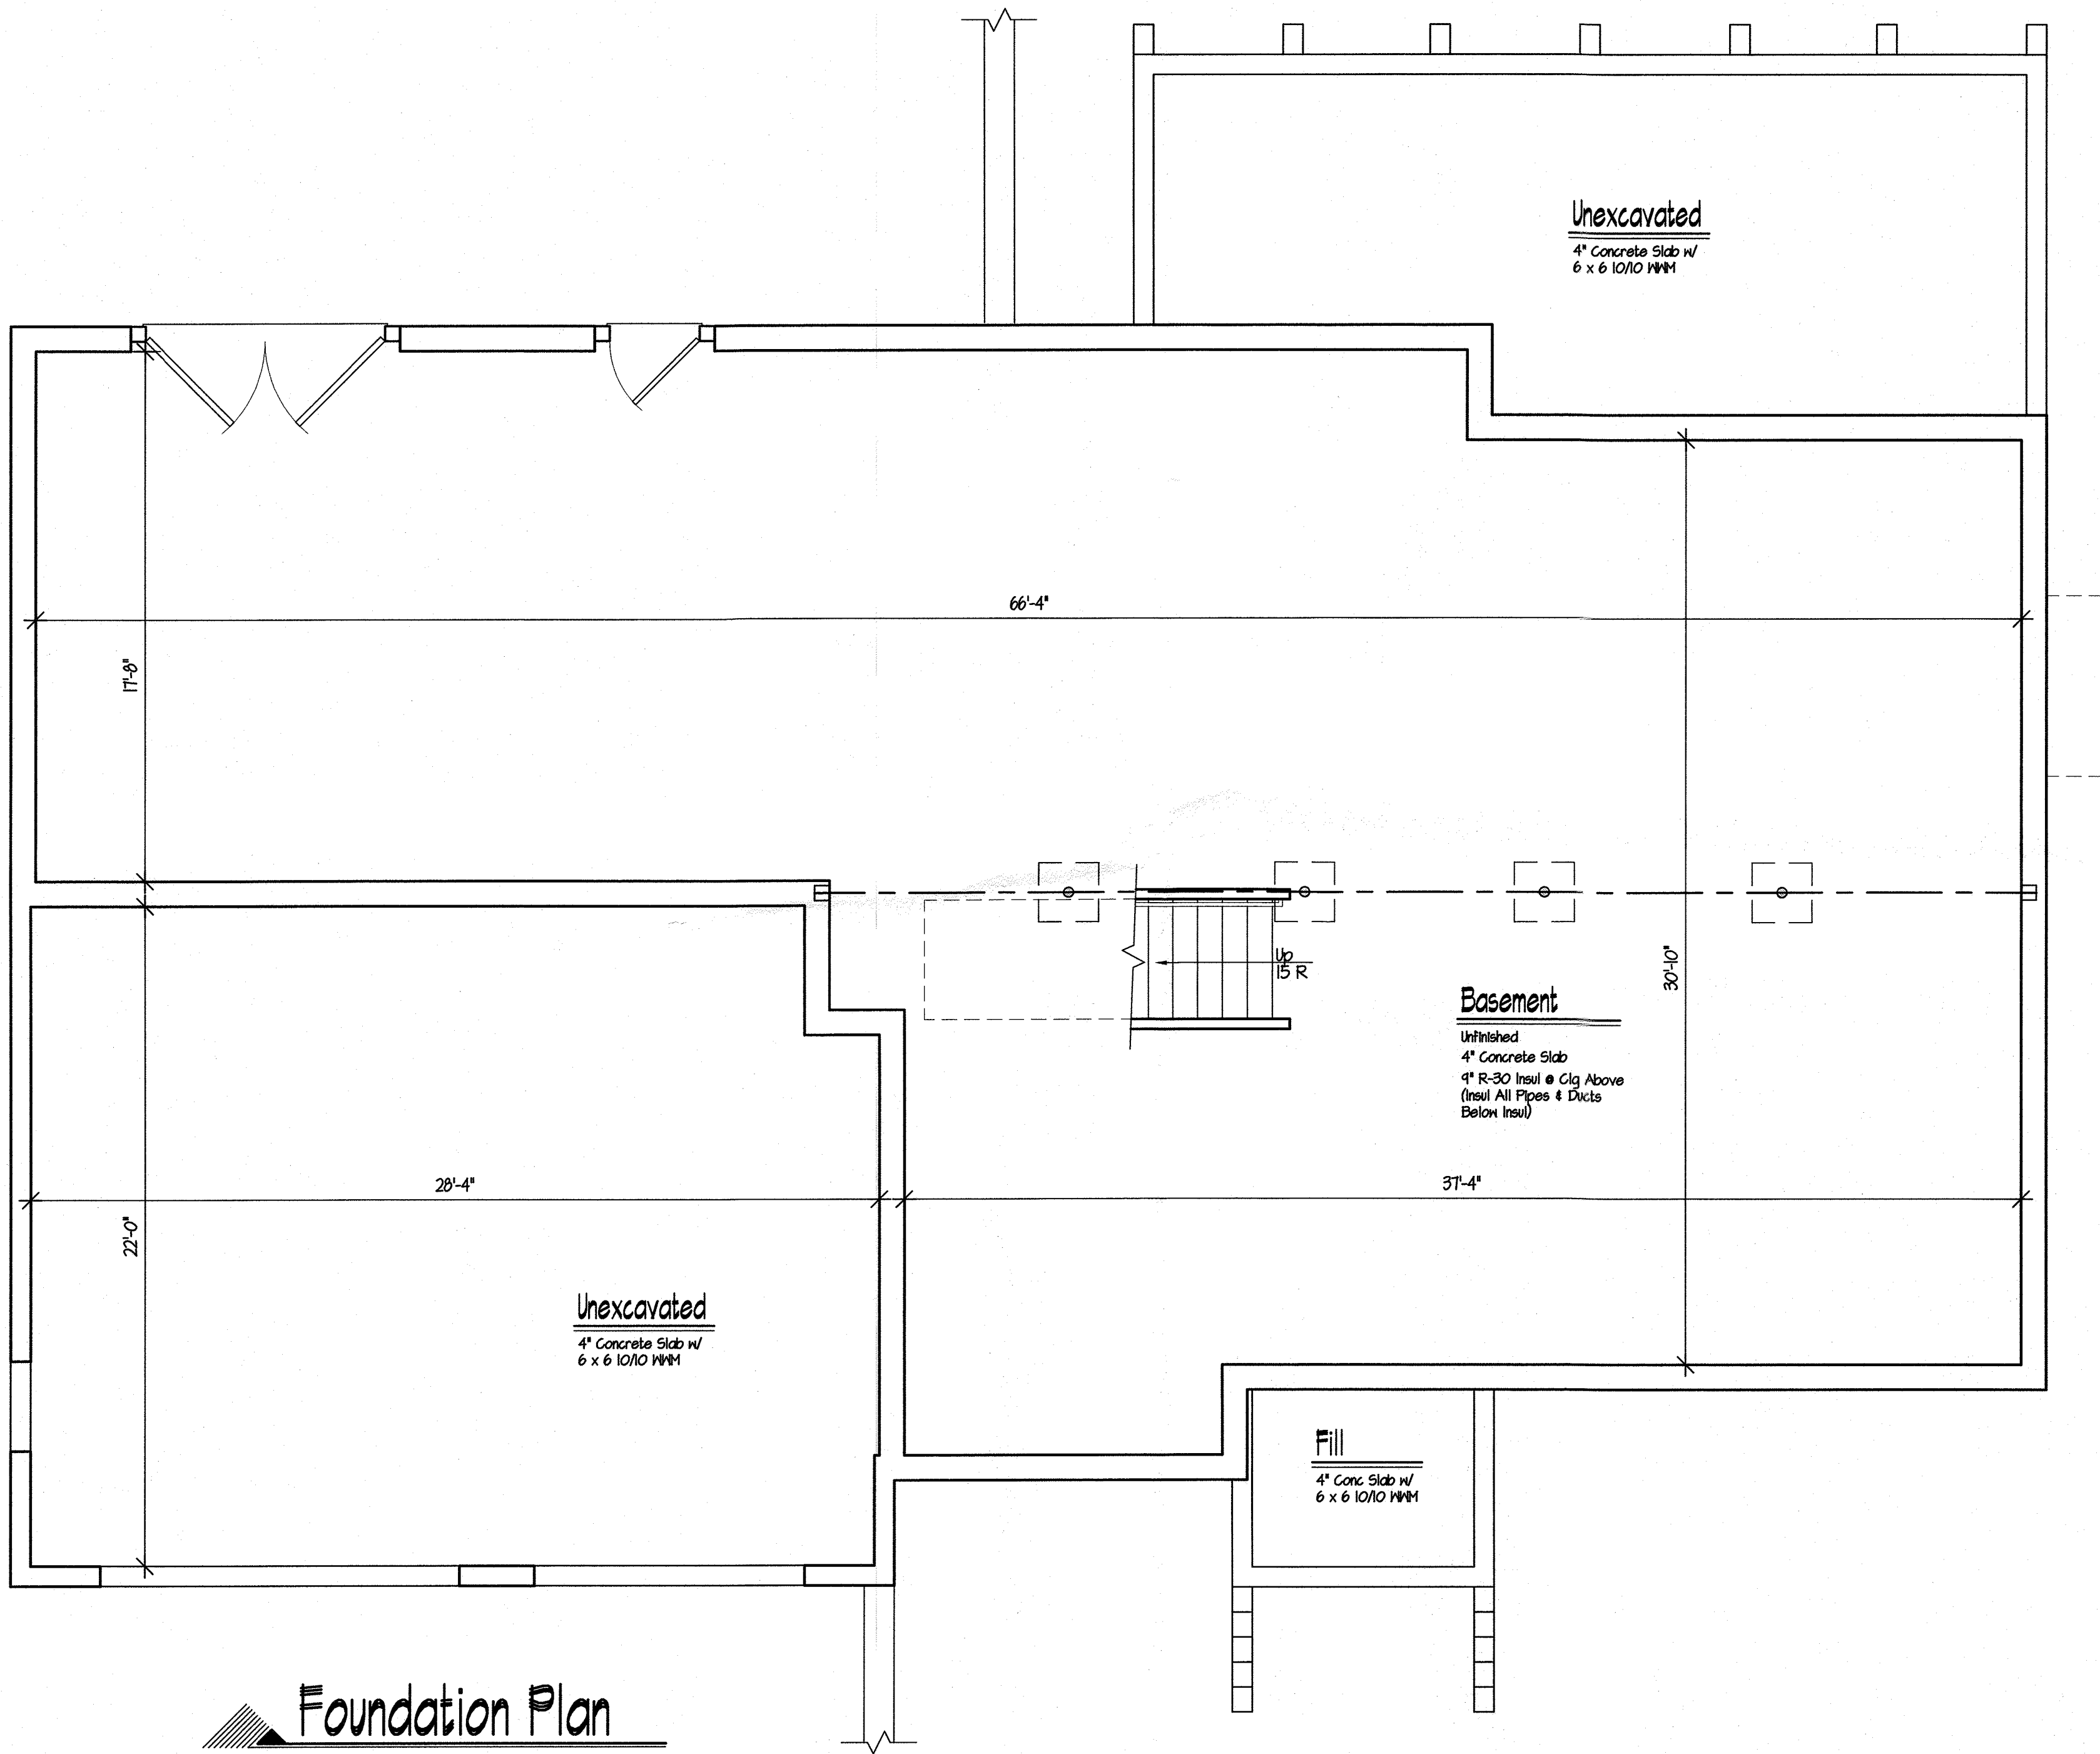 Unexcavated
4" Concrete Slab w/
6 x 6 10/10 WWM
66'-4"
17'-8"
Up
15 R
30'-10"
Basement
Unfinished
4" Concrete Slab
9" R-30 Insul @ Clg Above
(Insul All Pipes & Ducts
Below Insul)
28'-4"
37'-4"
22'-0"
Unexcavated
4" Concrete Slab w/
6 x 6 10/10 WWM
Fill
4" Conc Slab w/
6 x 6 10/10 WWM
Foundation Plan